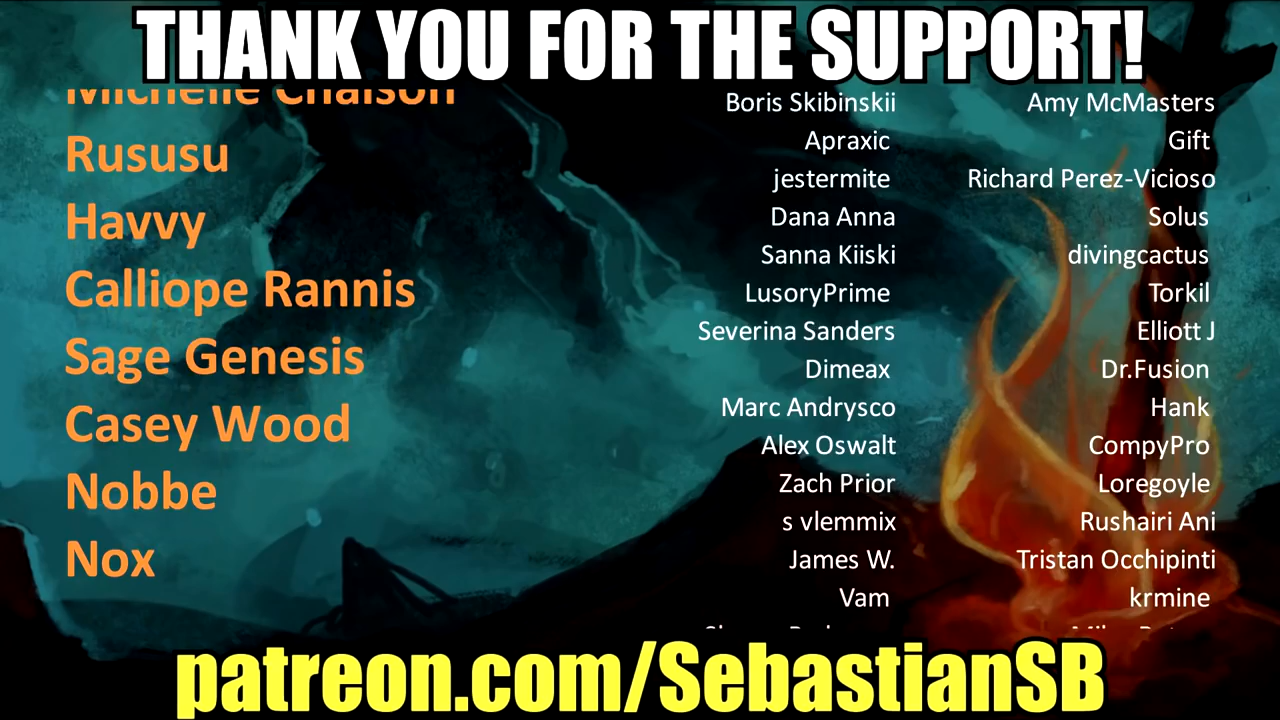 THANK YOU FOR THE SUPPORT!
Michelle Chaison
Rususu
Havvy
Calliope Rannis
Sage Genesis
Casey Wood
Nobbe
Nox
Boris Skibinskii
Apraxic
jestermite
Dana Anna
Sanna Kiiski
LusoryPrime
Severina Sanders
Dimeax
Marc Andrysco
Alex Oswalt
Zach Prior
s vlemmix
James W.
Vam
Amy McMasters
Gift
Richard Perez-Vicioso
Solus
divingcactus
Torkil
Elliott J
Dr.Fusion
Hank
CompyPro
Loregoyle
Rushairi Ani
Tristan Occhipinti
krmine
patreon.com/SebastianSB